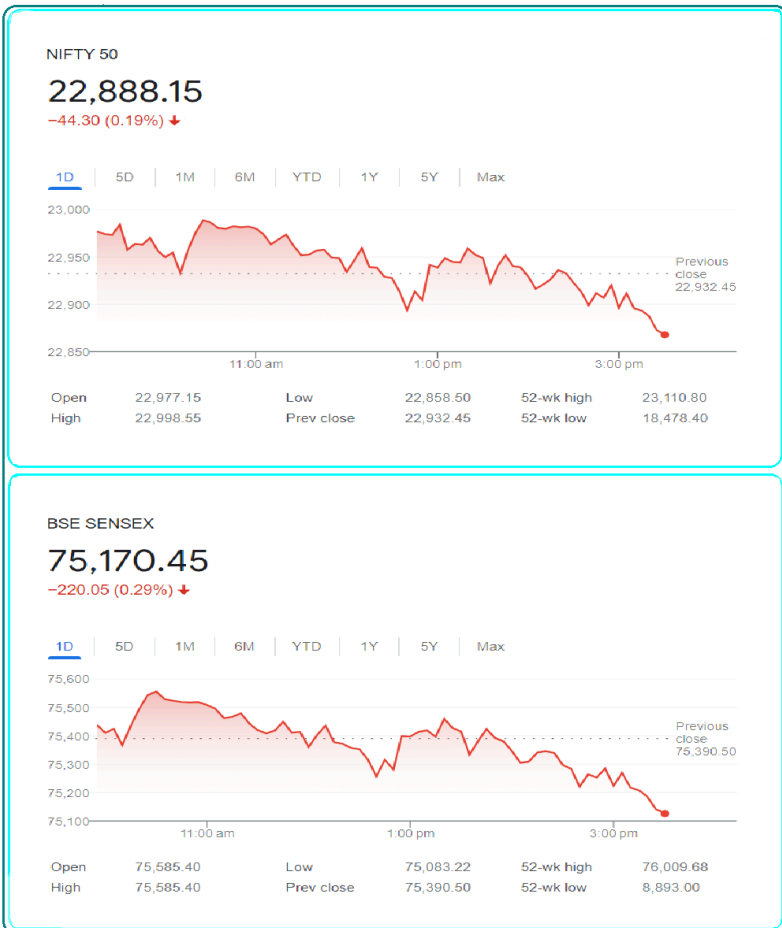 NIFTY 50
22,888.15
−44.30 (0.19%) ↓
1D 5D 1M 6M YTD 1Y 5Y Max
23,000
22,950
22,900
22,850
Previous
close
22,932.45
11:00 am 1:00 pm 3:00 pm
Open 22,977.15 Low 22,858.50 52-wk high 23,110.80
High 22,998.55 Prev close 22,932.45 52-wk low 18,478.40
BSE SENSEX
75,170.45
−220.05 (0.29%) ↓
1D 5D 1M 6M YTD 1Y 5Y Max
75,600
75,500
75,400
75,300
75,200
75,100
Previous
close
75,390.50
11:00 am 1:00 pm 3:00 pm
Open 75,585.40 Low 75,083.22 52-wk high 76,009.68
High 75,585.40 Prev close 75,390.50 52-wk low 8,893.00